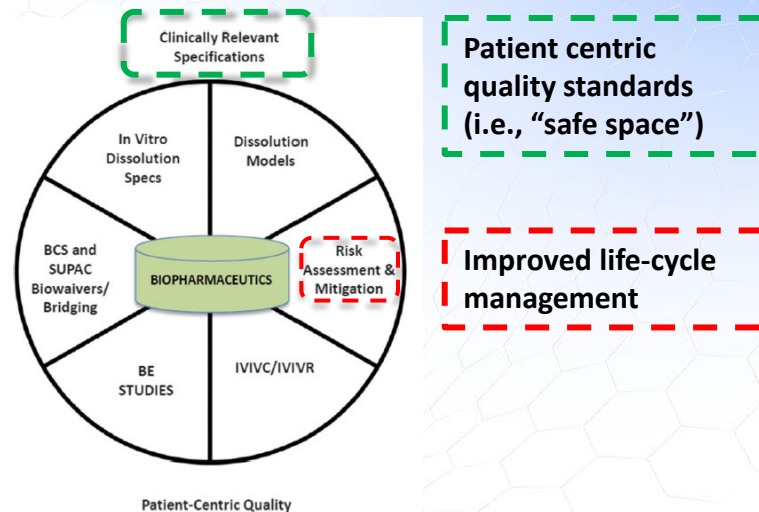 Clinically Relevant
Specifications
In Vitro
Dissolution
Specs
Dissolution
Models
BCS and
SUPAC
Biowaivers/
Bridging
BIOPHARMACEUTICS
Risk
Assessment &
Mitigation
BE
STUDIES
IVIVC/IVIVR
Patient-Centric Quality
Patient centric
quality standards
(i.e., “safe space”)
Improved life-cycle
management